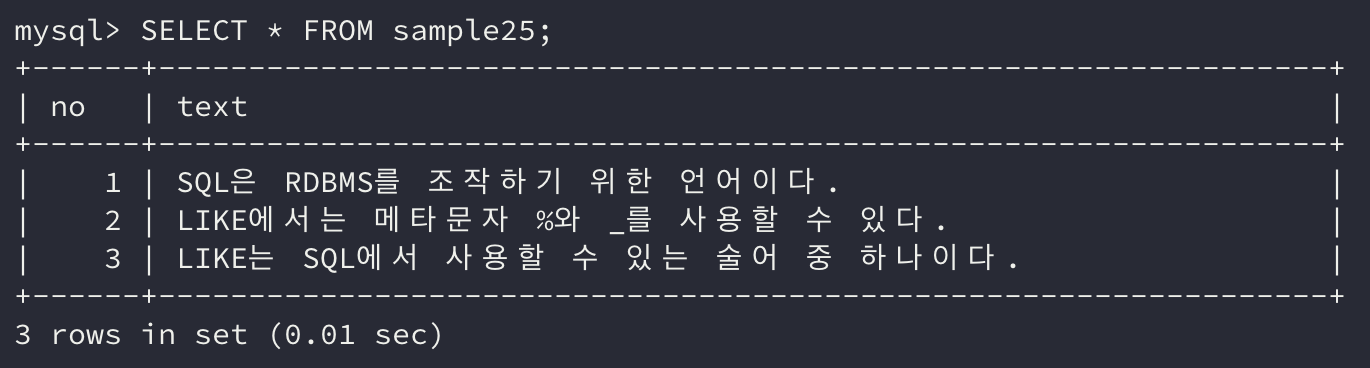 mysql> SELECT * FROM sample25;
+------+-----------------------------------------------------------------+
| no   | text                                                            |
+------+-----------------------------------------------------------------+
|    1 | SQL은 RDBMS를 조작하기 위한 언어이다.                                 |
|    2 | LIKE에서는 메타문자 %와 _를 사용할 수 있다.                           |
|    3 | LIKE는 SQL에서 사용할 수 있는 술어 중 하나이다.                       |
+------+-----------------------------------------------------------------+
3 rows in set (0.01 sec)